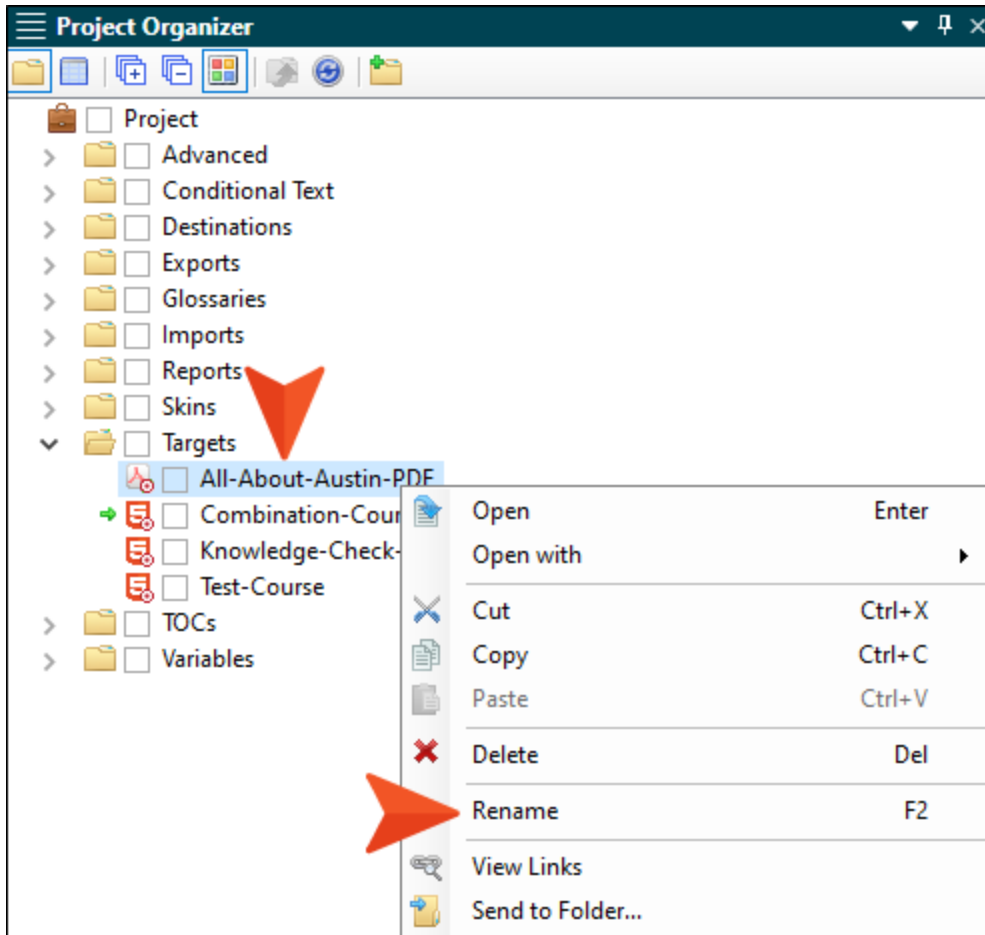 Project Organizer
Project
Advanced
Conditional Text
Destinations
Exports
Glossaries
Imports
Reports
Skins
Targets
All-About-Austin-PDF
Combination-Cour
Knowledge-Check-
Test-Course
TOCs
Variables
Open Enter
Open with
Cut Ctrl+X
Copy Ctrl+C
Paste Ctrl+V
Delete Del
Rename F2
View Links
Send to Folder...